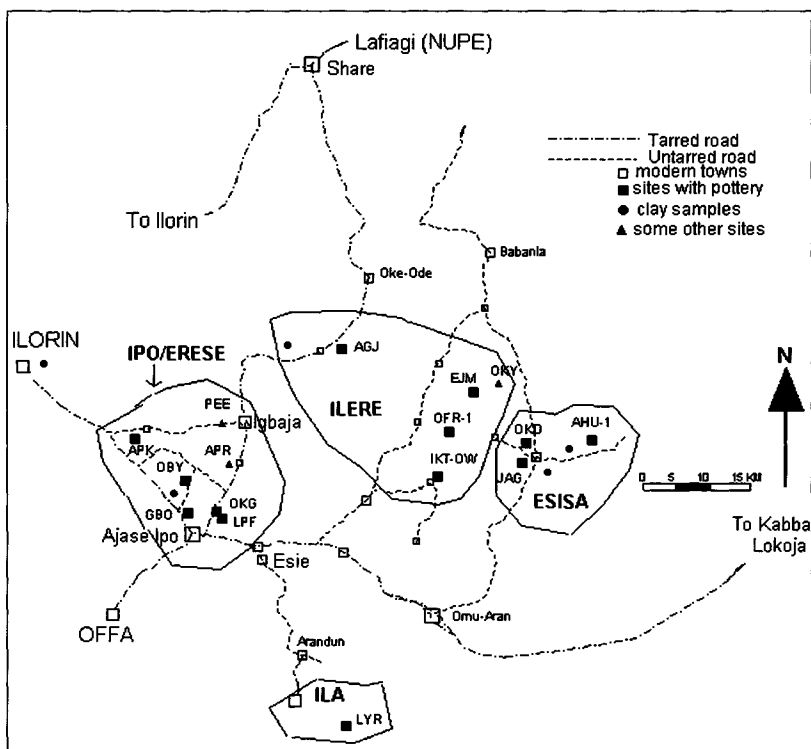 Lafiagi (NUPE)
Share
Tarred road
Untarred road
modern towns
sites with pottery
clay samples
some other sites
To Ilorin
Babanla
Oke-Ode
ILORIN
IPO/ERESE
AGJ
N
ILERE
EJM
OKY
PEE
Igbaja
OFR-1
OKO
AHU-1
APK
APR
OBY
IKT-OW
JAG
ESISA
0 5 10 15 KM
GBO
OKG
LPF
Ajase Ipo
To Kabba
Lokoja
Esie
OFFA
Omu-Aran
Arandun
ILA
LYR